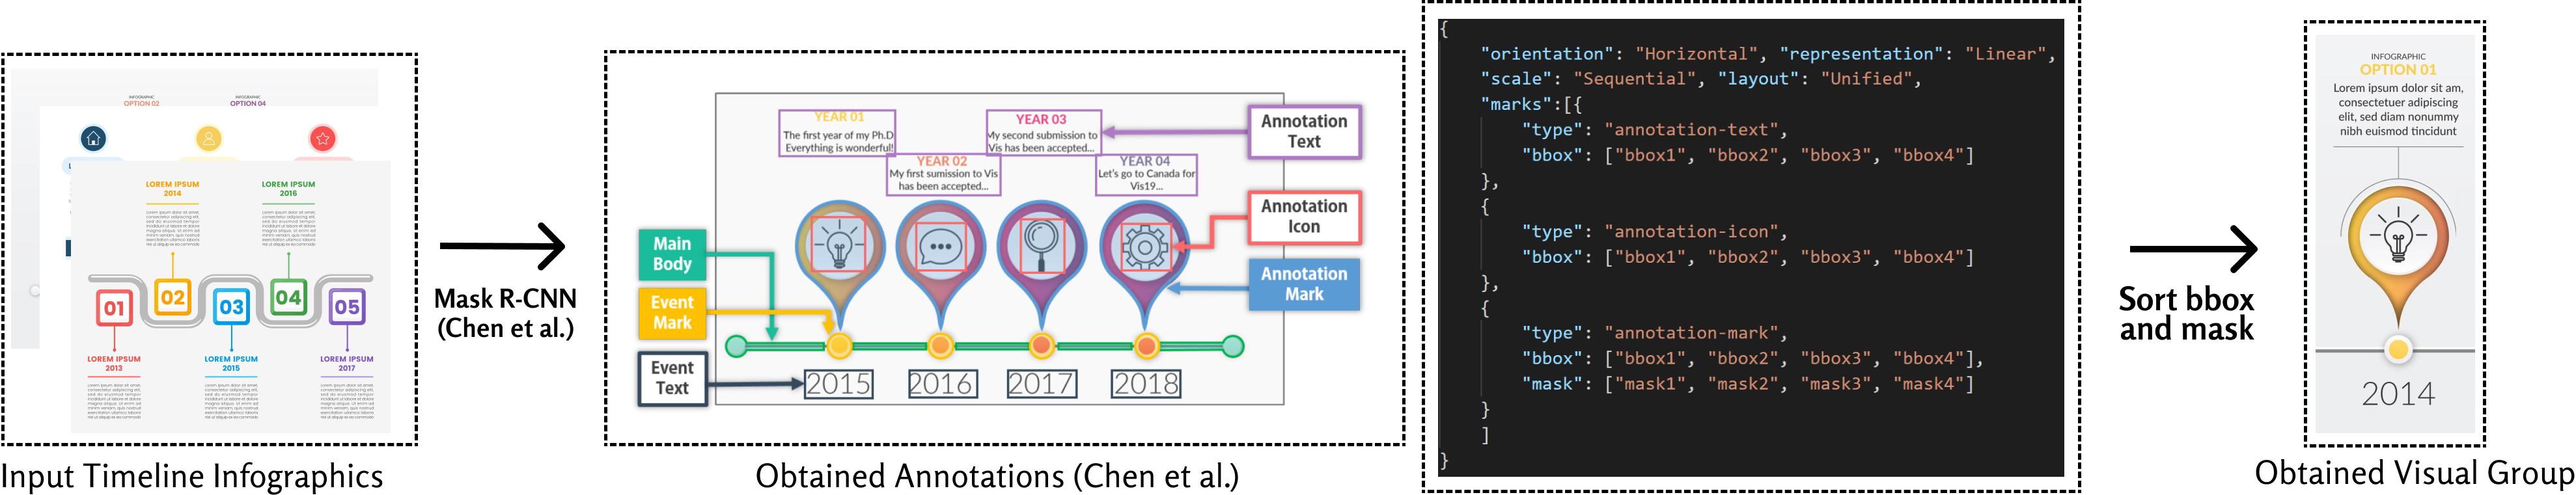 INFOGRAPHIC
OPTION 02
INFOGRAPHIC
OPTION 04
LOREM IPSUM
2014
LOREM IPSUM
2016
01
02
03
04
05
LOREM IPSUM
2013
LOREM IPSUM
2015
LOREM IPSUM
2017
Input Timeline Infographics
Mask R-CNN
(Chen et al.)
YEAR 01
The first year of my Ph.D
Everything is wonderful!
YEAR 02
My first sumission to Vis
has been accepted...
YEAR 03
My second submission to
Vis has been accepted...
YEAR 04
Let's go to Canada for
Vis19...
Annotation
Text
Annotation
Icon
Annotation
Mark
Main
Body
Event
Mark
Event
Text
2015
2016
2017
2018
Obtained Annotations (Chen et al.)
{
"orientation": "Horizontal", "representation": "Linear",
"scale": "Sequential", "layout": "Unified",
"marks":[{
"type": "annotation-text",
"bbox": ["bbox1", "bbox2", "bbox3", "bbox4"]
},
{
"type": "annotation-icon",
"bbox": ["bbox1", "bbox2", "bbox3", "bbox4"]
},
{
"type": "annotation-mark",
"bbox": ["bbox1", "bbox2", "bbox3", "bbox4"],
"mask": ["mask1", "mask2", "mask3", "mask4"]
}
]
}
Sort bbox
and mask
INFOGRAPHIC
OPTION 01
Lorem ipsum dolor sit am,
consectetuer adipiscing
elit, sed diam nonummy
nibh euismod tincidunt
2014
Obtained Visual Group